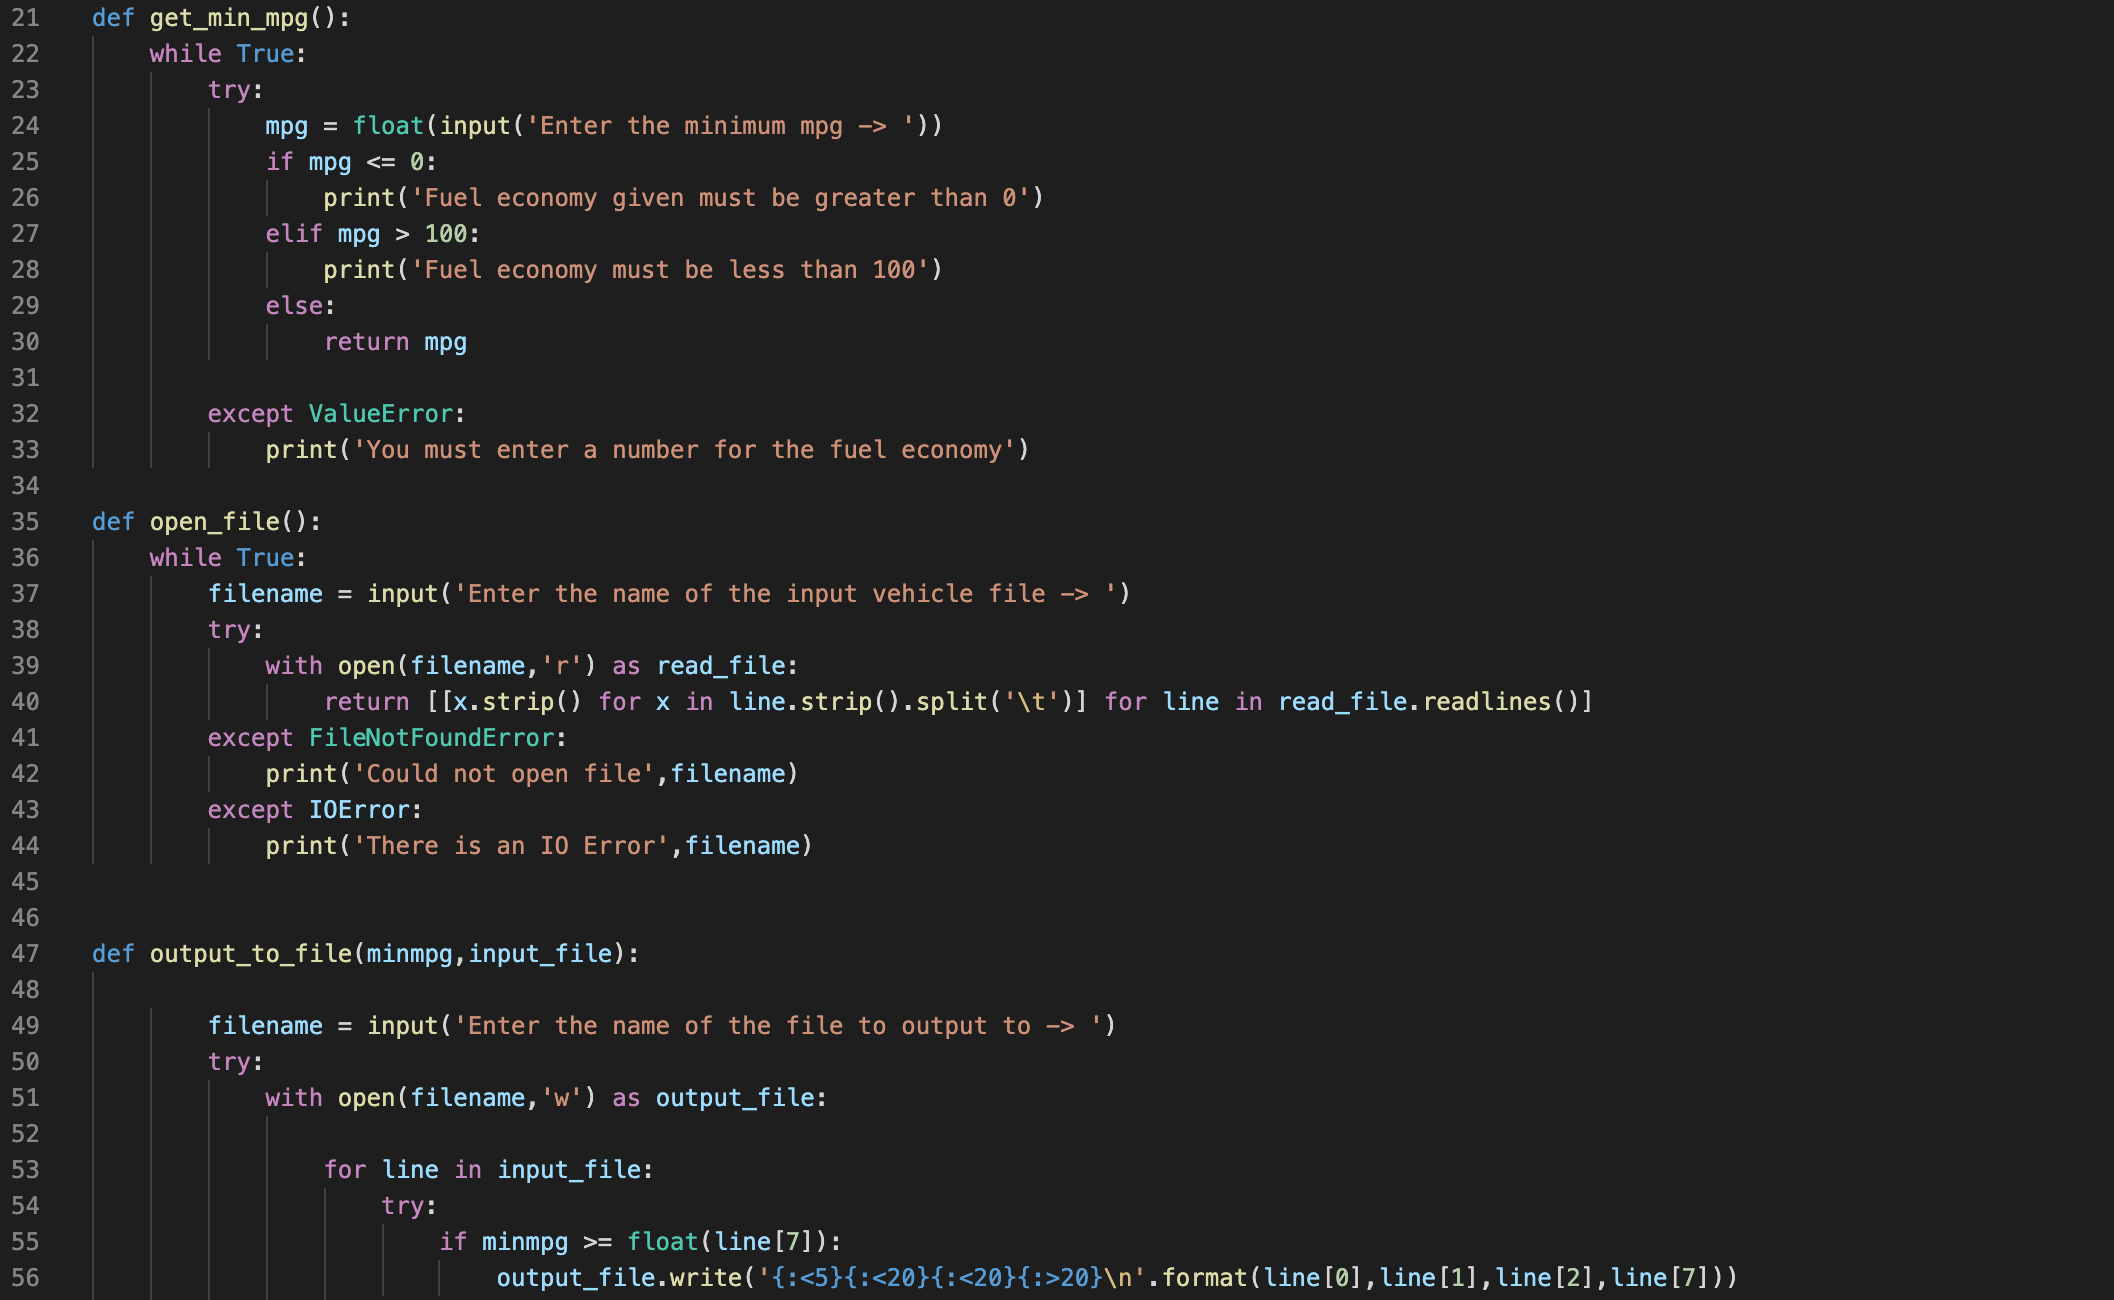 21 def get_min_mpg():
22     while True:
23         try:
24             mpg = float(input('Enter the minimum mpg -> '))
25             if mpg <= 0:
26                 print('Fuel economy given must be greater than 0')
27             elif mpg > 100:
28                 print('Fuel economy must be less than 100')
29             else:
30                 return mpg
31
32         except ValueError:
33             print('You must enter a number for the fuel economy')
34
35 def open_file():
36     while True:
37         filename = input('Enter the name of the input vehicle file -> ')
38         try:
39             with open(filename,'r') as read_file:
40                 return [[x.strip() for x in line.strip().split('\t')] for line in read_file.readlines()]
41         except FileNotFoundError:
42             print('Could not open file',filename)
43         except IOError:
44             print('There is an IO Error',filename)
45
46
47 def output_to_file(minmpg,input_file):
48
49         filename = input('Enter the name of the file to output to -> ')
50         try:
51             with open(filename,'w') as output_file:
52
53                 for line in input_file:
54                     try:
55                         if minmpg >= float(line[7]):
56                             output_file.write('{:<5}{:<20}{:<20}{:>20}\n'.format(line[0],line[1],line[2],line[7]))